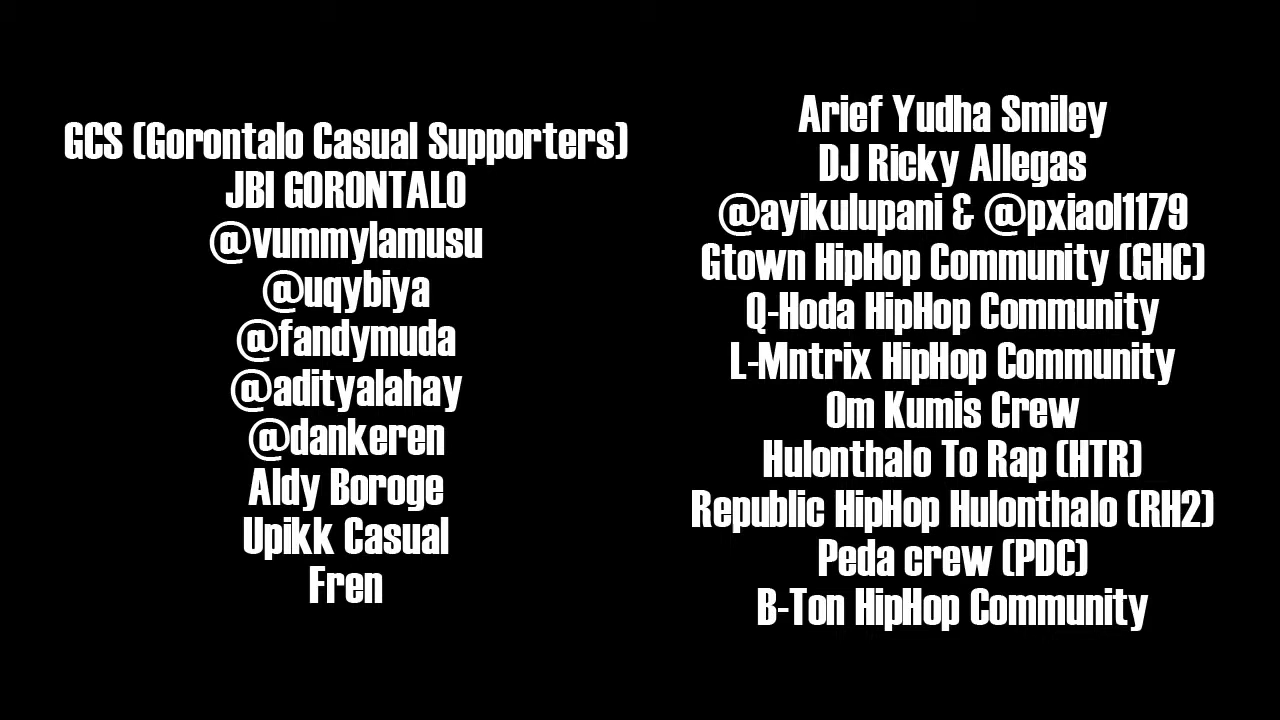 GCS (Gorontalo Casual Supporters)
JBI GORONTALO
@vummylamusu
@uqybiya
@fandymuda
@adityalahay
@dankeren
Aldy Boroge
Upikk Casual
Fren
Arief Yudha Smiley
DJ Ricky Allegas
@ayikulupani & @pxiaol1179
Gtown HipHop Community (GHC)
Q-Hoda HipHop Community
L-Mntrix HipHop Community
Om Kumis Crew
Hulonthalo To Rap (HTR)
Republic HipHop Hulonthalo (RH2)
Peda crew (PDC)
B-Ton HipHop Community